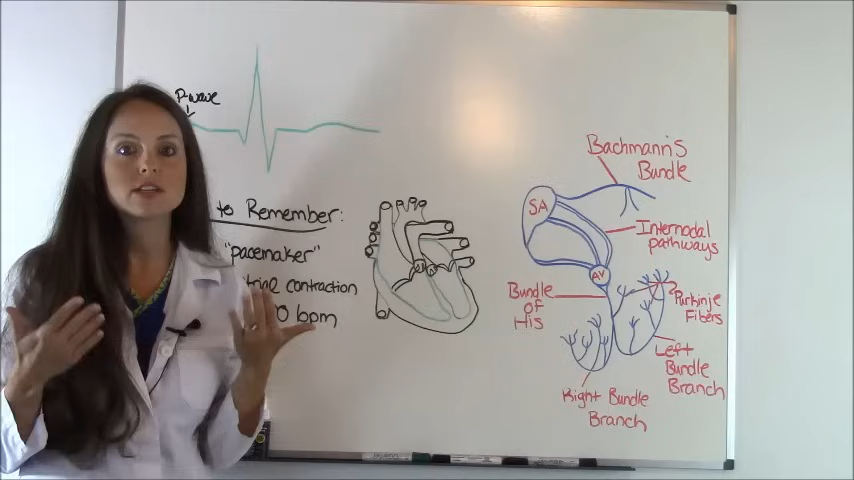 P-wave
to Remember:
"pacemaker"
contraction
0 bpm
Bachmann's
Bundle
SA
Internodal
pathways
AV
Bundle
of
His
Purkinje
Fibers
Left
Bundle
Branch
Right Bundle
Branch